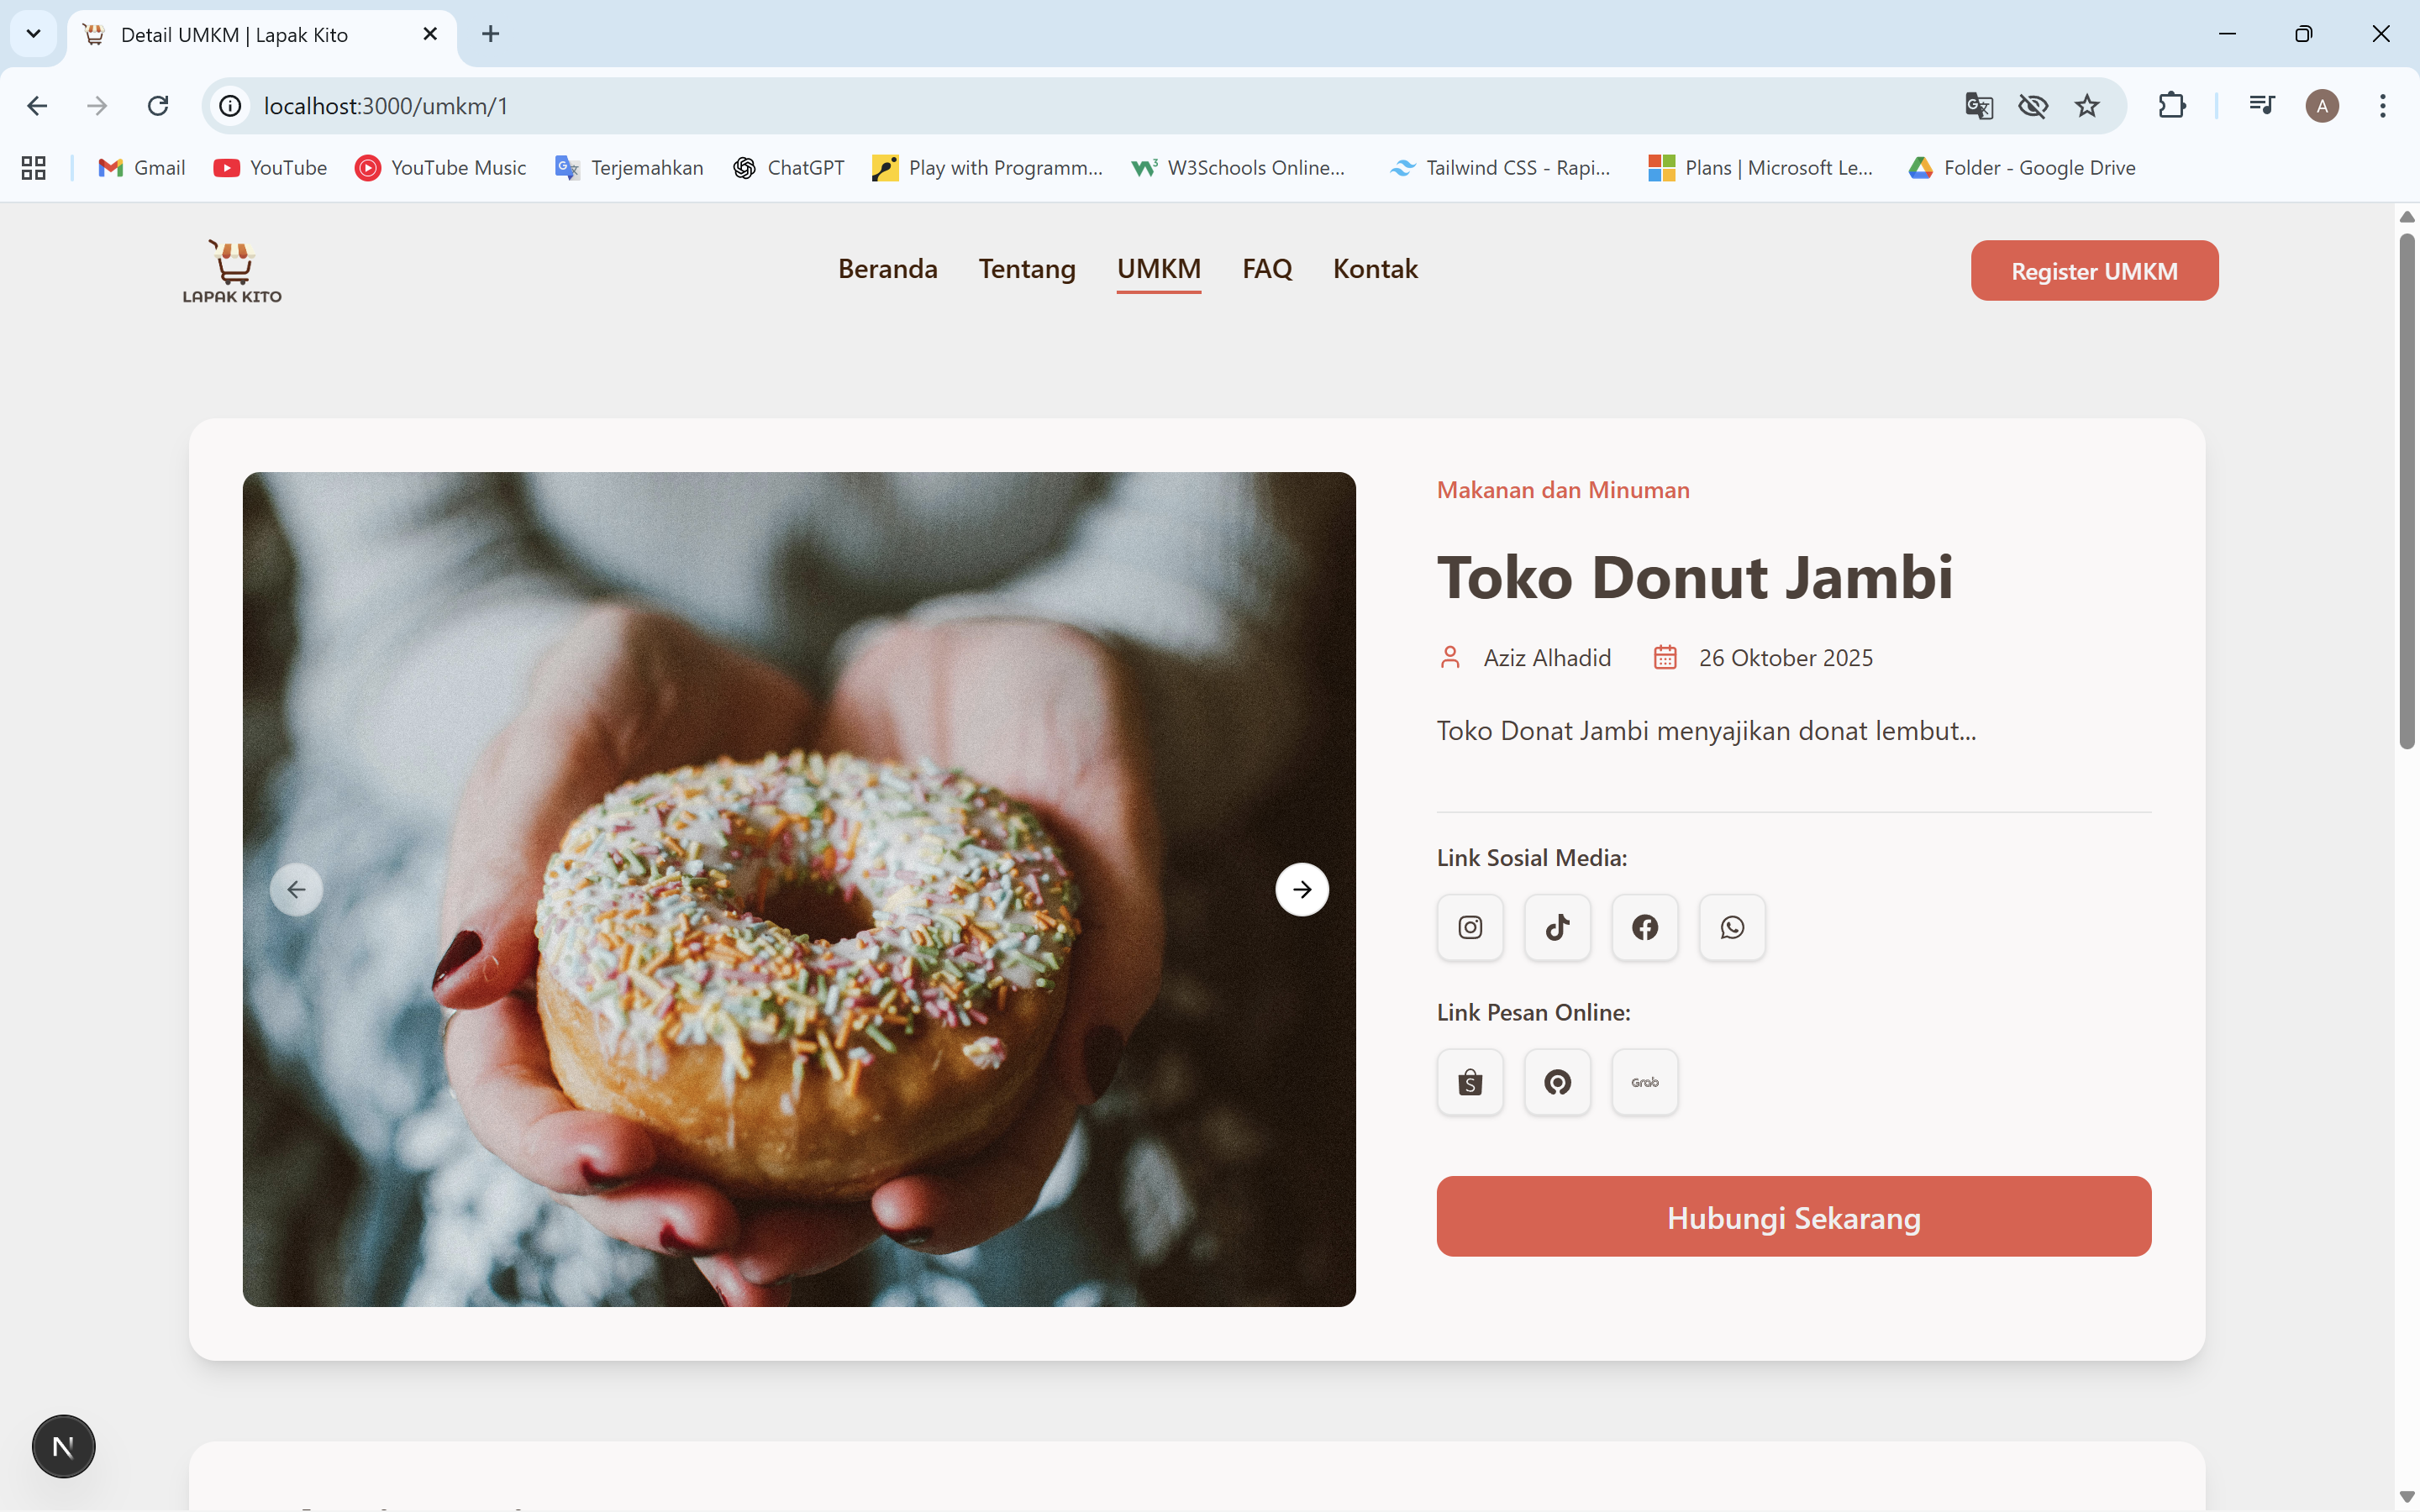 Detail UMKM | Lapak Kito
localhost:3000/umkm/1
A
Gmail
YouTube
YouTube Music
Terjemahkan
ChatGPT
Play with Programm...
W3Schools Online...
Tailwind CSS - Rapi...
Plans | Microsoft Le...
Folder - Google Drive
LAPAK KITO
Beranda
Tentang
UMKM
FAQ
Kontak
Register UMKM
Makanan dan Minuman
Toko Donut Jambi
Aziz Alhadid
26 Oktober 2025
Toko Donat Jambi menyajikan donat lembut...
Link Sosial Media:
Link Pesan Online:
S
Grab
Hubungi Sekarang
N